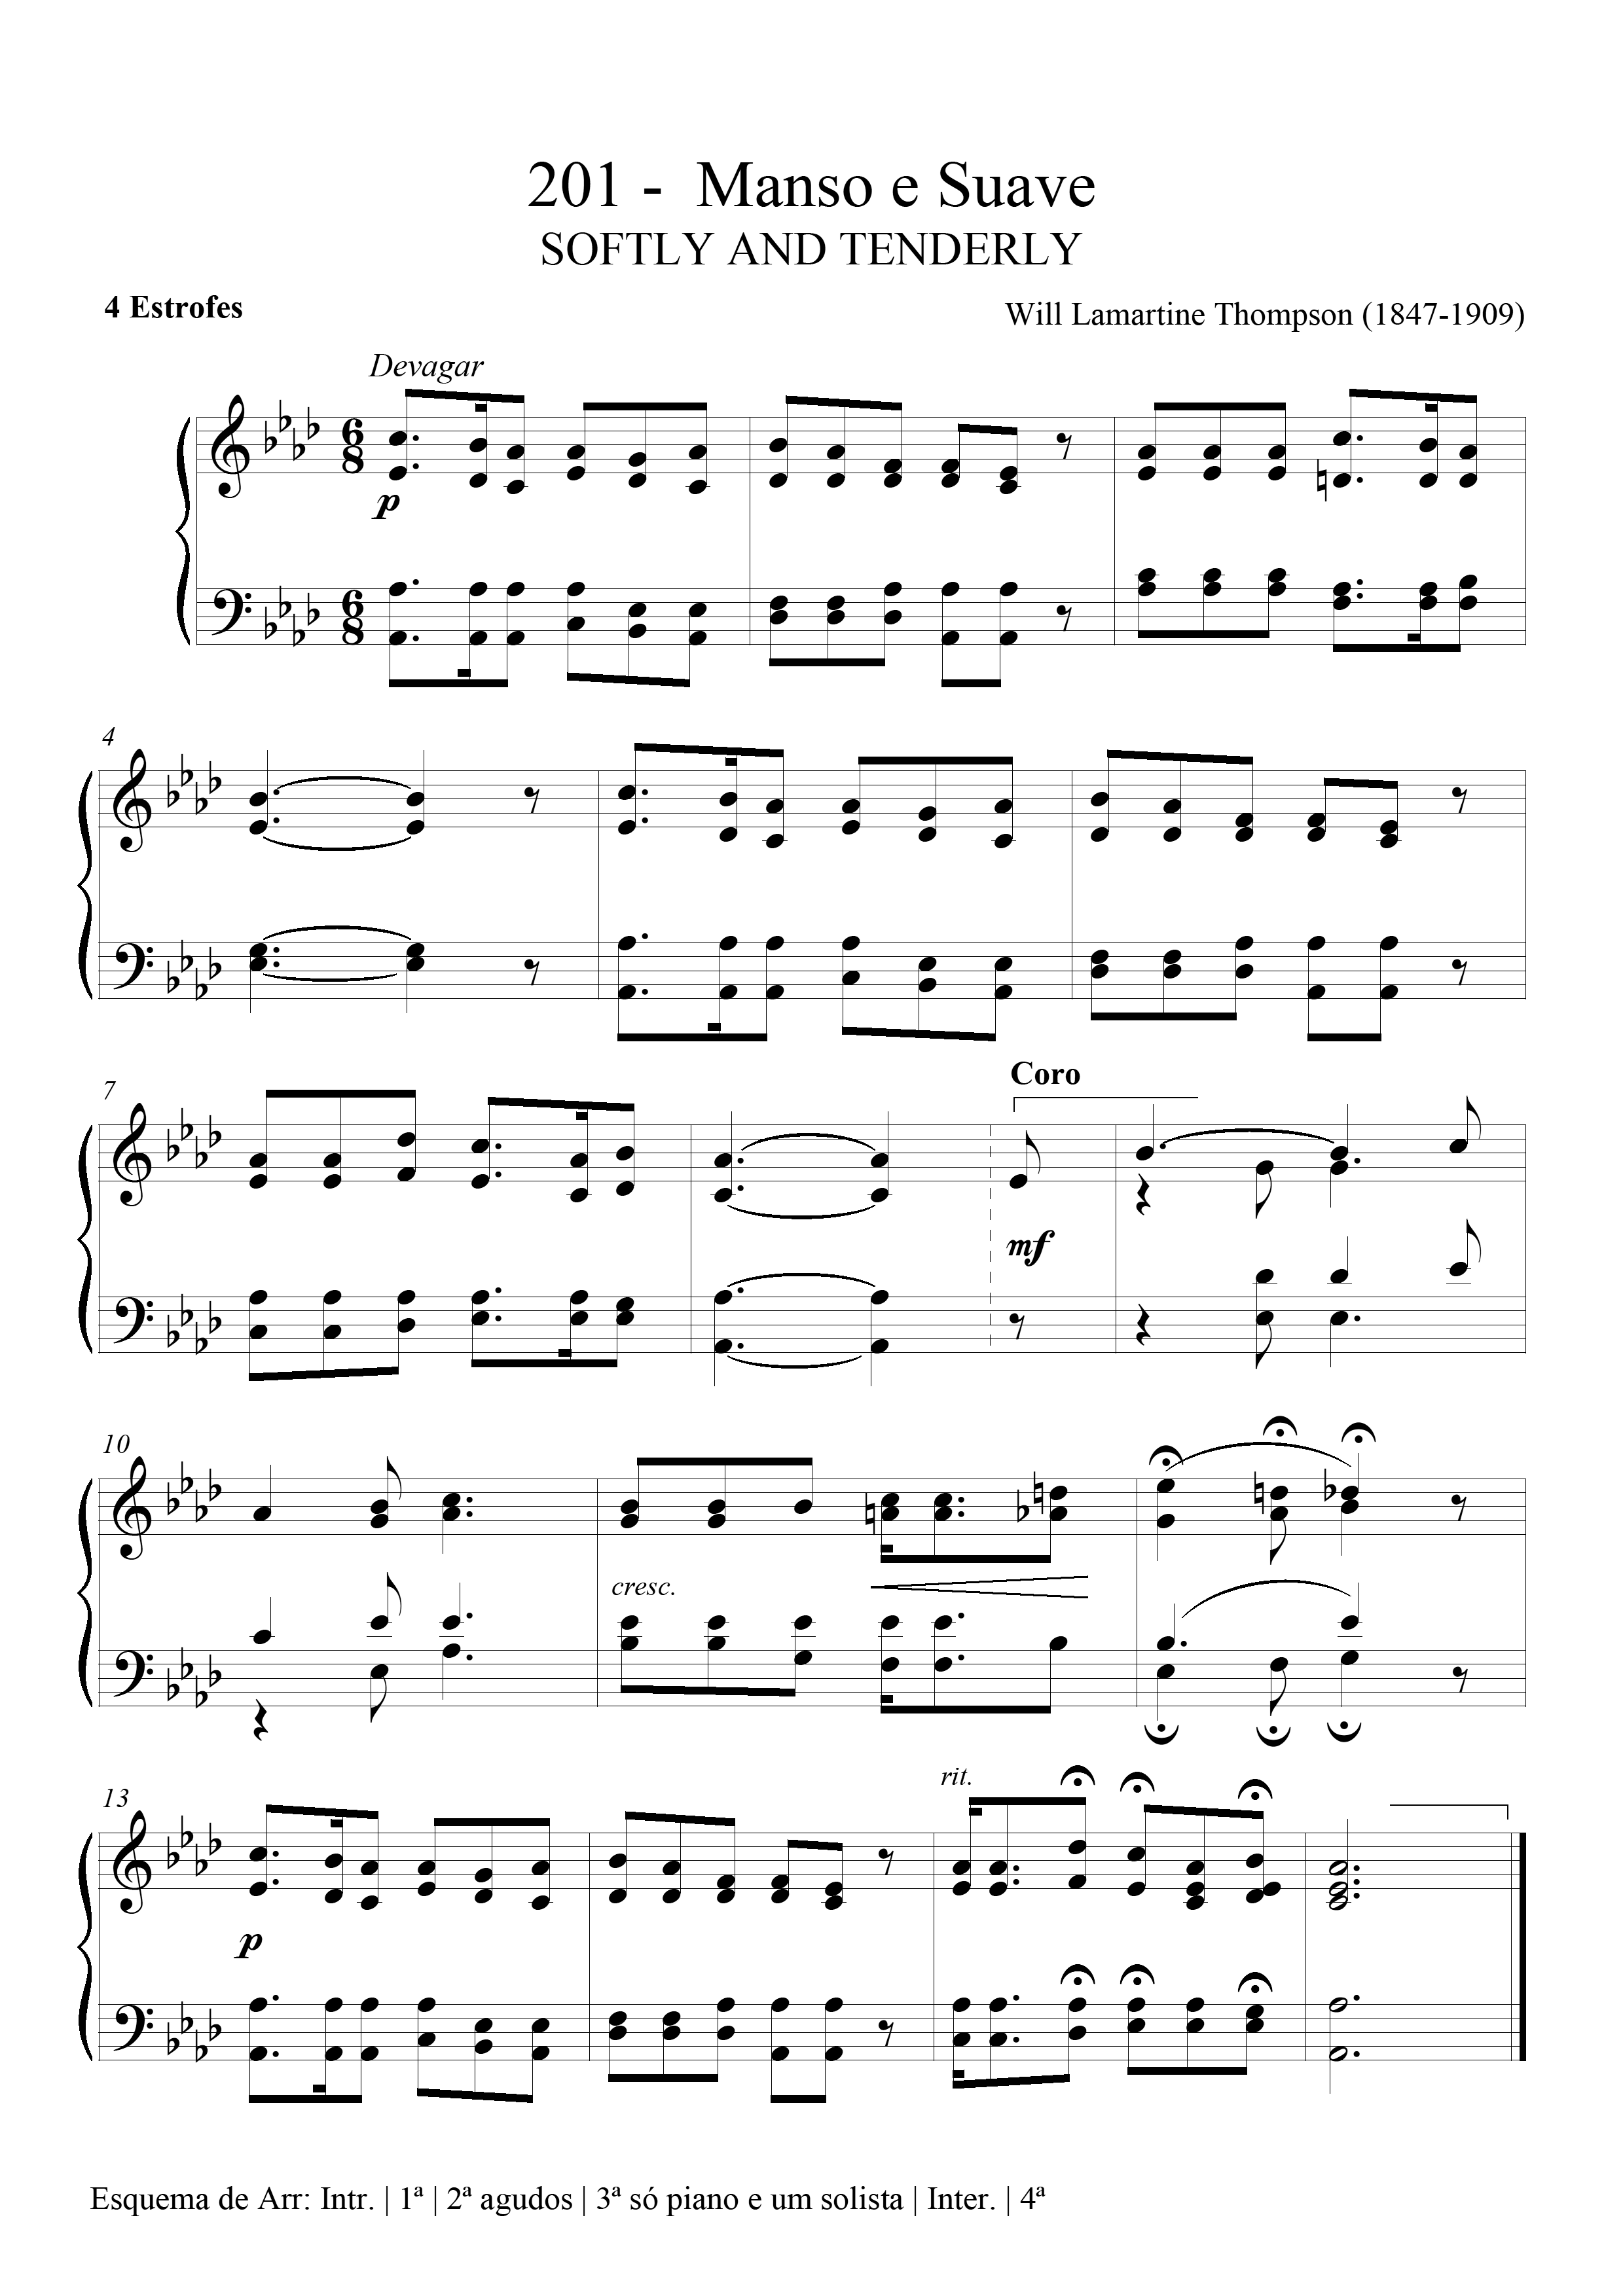 201 - Manso e Suave
SOFTLY AND TENDERLY
4 Estrofes
Will Lamartine Thompson (1847-1909)
Devagar
6 8
p
6 8
4
7
Coro
mf
10
cresc.
13
rit.
p
Esquema de Arr: Intr. | 1ª | 2ª agudos | 3ª só piano e um solista | Inter. | 4ª